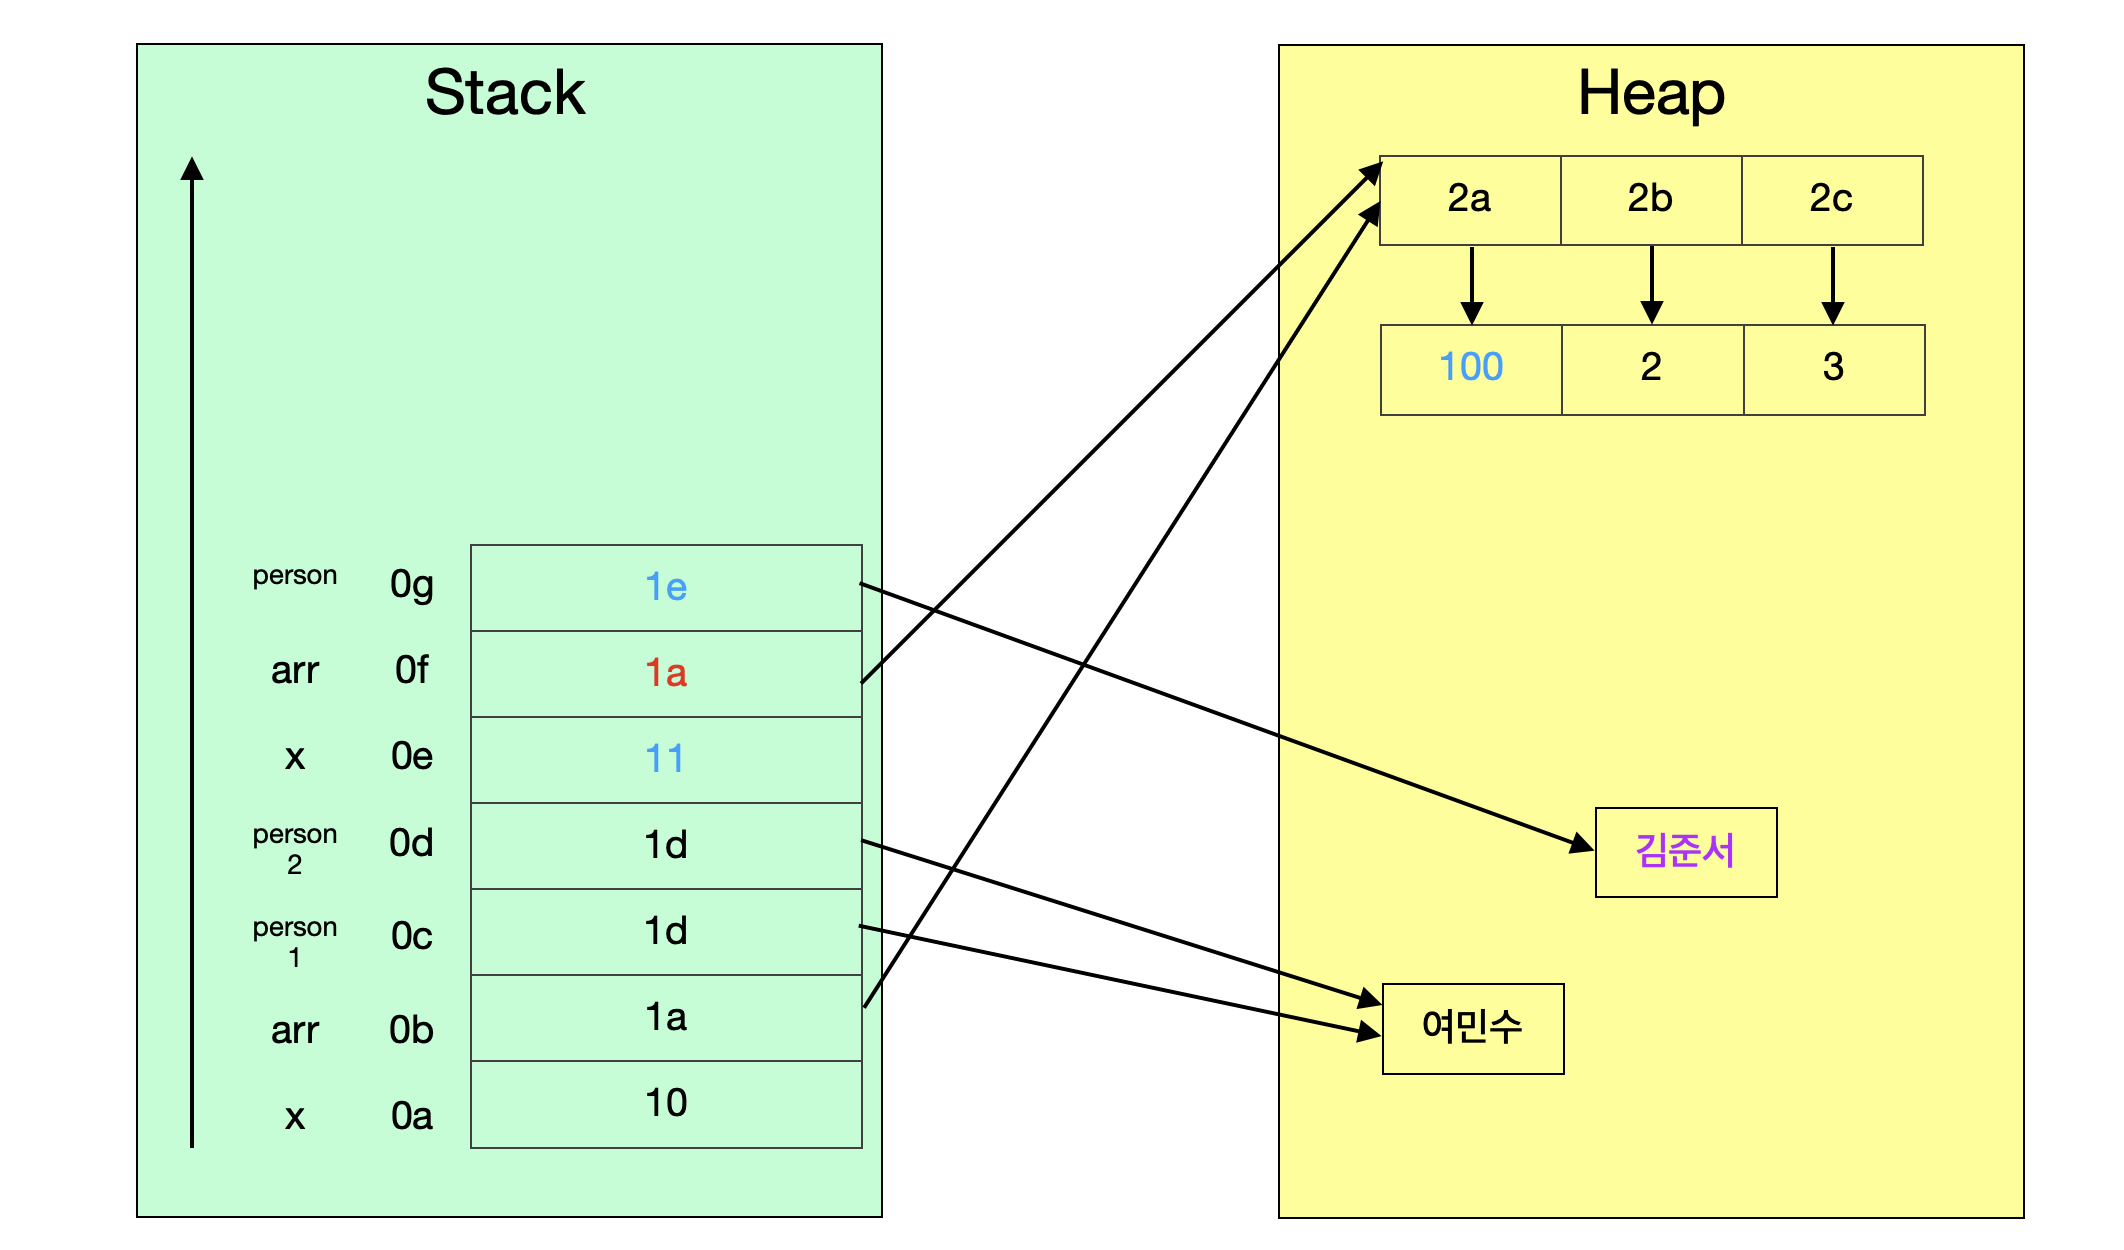 Stack
person 0g 1e
arr 0f 1a
x 0e 11
person
2
0d 1d
person
1
0c 1d
arr 0b 1a
x 0a 10
Heap
2a 2b 2c
100 2 3
김준서
여민수